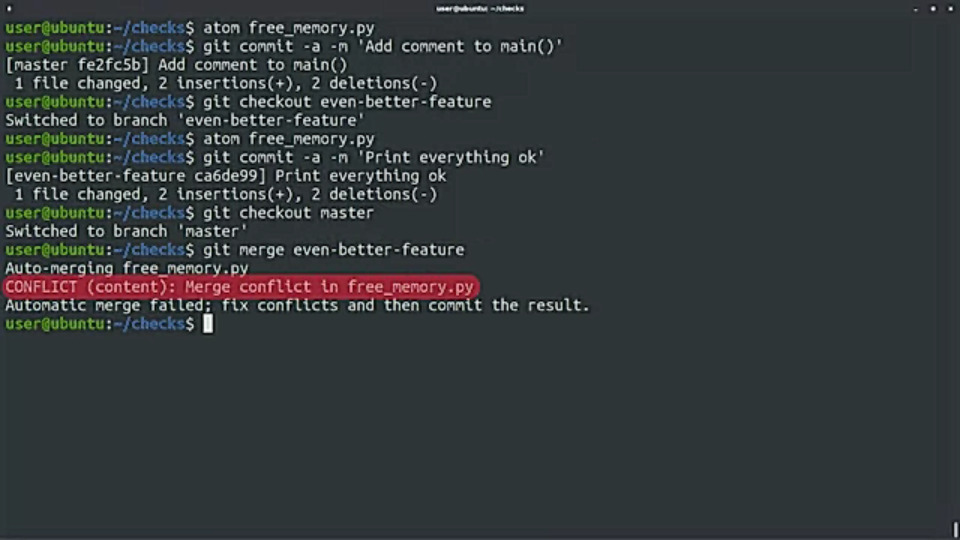 user@ubuntu: ~/checks
user@ubuntu:~/checks$ atom free_memory.py
user@ubuntu:~/checks$ git commit -a -m 'Add comment to main()'
[master fe2fc5b] Add comment to main()
 1 file changed, 2 insertions(+), 2 deletions(-)
user@ubuntu:~/checks$ git checkout even-better-feature
Switched to branch 'even-better-feature'
user@ubuntu:~/checks$ atom free_memory.py
user@ubuntu:~/checks$ git commit -a -m 'Print everything ok'
[even-better-feature ca6de99] Print everything ok
 1 file changed, 2 insertions(+), 2 deletions(-)
user@ubuntu:~/checks$ git checkout master
Switched to branch 'master'
user@ubuntu:~/checks$ git merge even-better-feature
Auto-merging free_memory.py
CONFLICT (content): Merge conflict in free_memory.py
Automatic merge failed; fix conflicts and then commit the result.
user@ubuntu:~/checks$